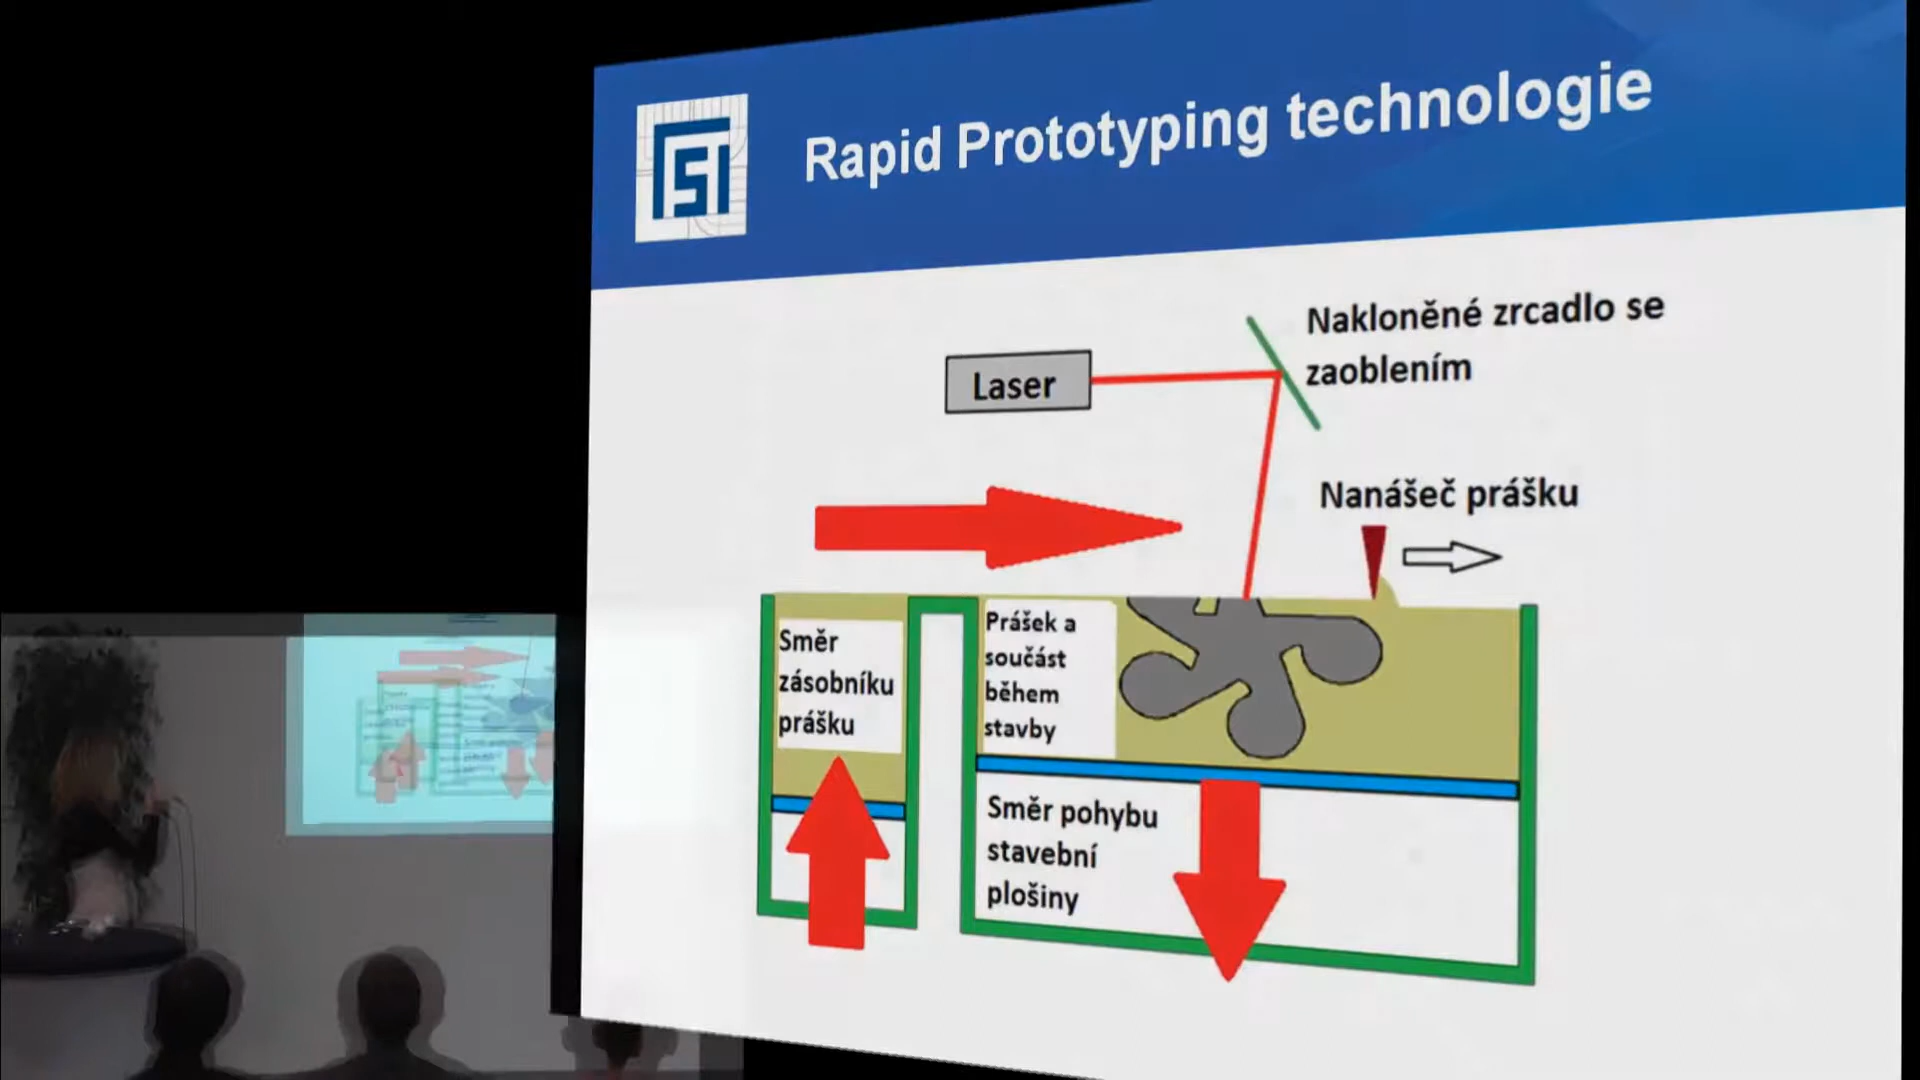 FSI
Rapid Prototyping technologie
Nakloněné zrcadlo se
zaoblením
Laser
Nanášeč prášku
Směr
zásobníku
prášku
Prášek a
součást
během
stavby
Směr pohybu
stavební
plošiny